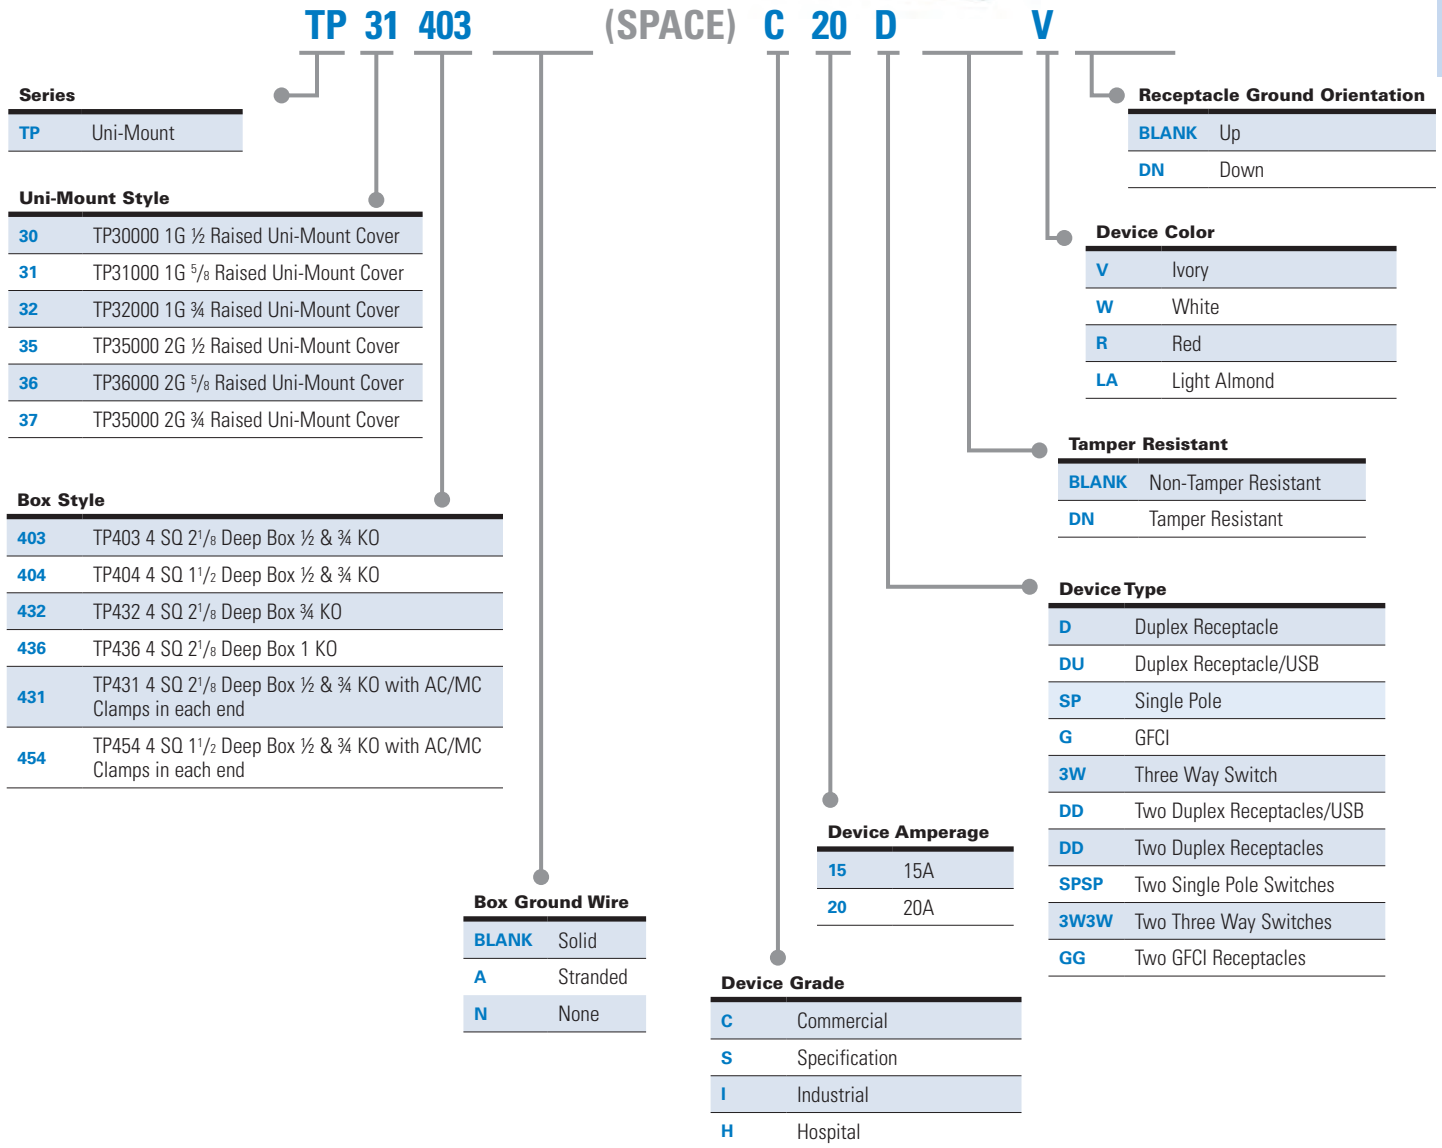 TP 31 403 (SPACE) C 20 D V
Series
TP Uni-Mount
Uni-Mount Style
30 TP30000 1G ½ Raised Uni-Mount Cover
31 TP31000 1G 5/8 Raised Uni-Mount Cover
32 TP32000 1G ¾ Raised Uni-Mount Cover
35 TP35000 2G ½ Raised Uni-Mount Cover
36 TP36000 2G 5/8 Raised Uni-Mount Cover
37 TP35000 2G ¾ Raised Uni-Mount Cover
Box Style
403 TP403 4 SQ 2 1/8 Deep Box ½ & ¾ KO
404 TP404 4 SQ 1 1/2 Deep Box ½ & ¾ KO
432 TP432 4 SQ 2 1/8 Deep Box ¾ KO
436 TP436 4 SQ 2 1/8 Deep Box 1 KO
431 TP431 4 SQ 2 1/8 Deep Box ½ & ¾ KO with AC/MC
Clamps in each end
454 TP454 4 SQ 1 1/2 Deep Box ½ & ¾ KO with AC/MC
Clamps in each end
Box Ground Wire
BLANK Solid
A Stranded
N None
Device Grade
C Commercial
S Specification
I Industrial
H Hospital
Device Amperage
15 15A
20 20A
Device Type
D Duplex Receptacle
DU Duplex Receptacle/USB
SP Single Pole
G GFCI
3W Three Way Switch
DD Two Duplex Receptacles/USB
DD Two Duplex Receptacles
SPSP Two Single Pole Switches
3W3W Two Three Way Switches
GG Two GFCI Receptacles
Tamper Resistant
BLANK Non-Tamper Resistant
DN Tamper Resistant
Device Color
V Ivory
W White
R Red
LA Light Almond
Receptacle Ground Orientation
BLANK Up
DN Down